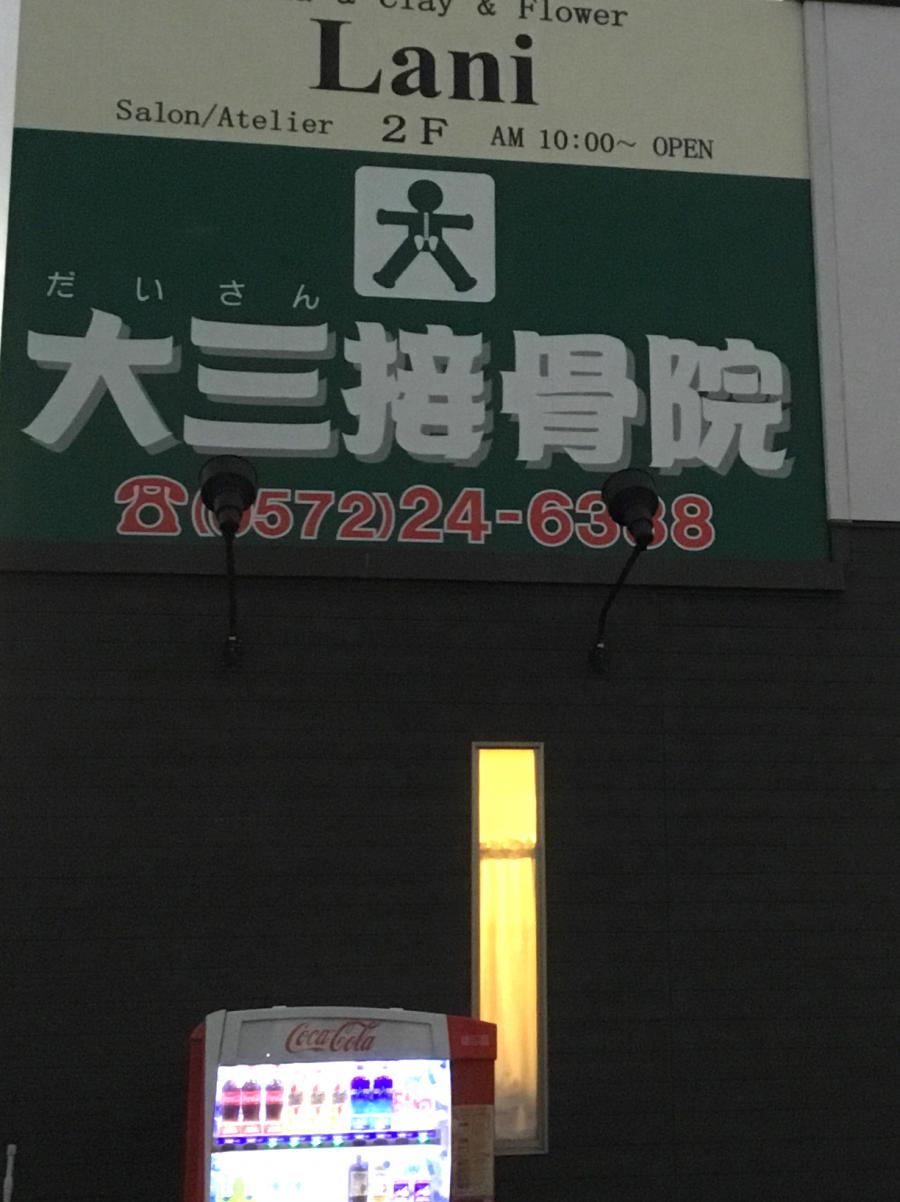 & Clay & Flower
Lani
Salon/Atelier 2F AM 10:00～ OPEN
だいさん
大三接骨院
☎(0572)24-6388
Coca-Cola